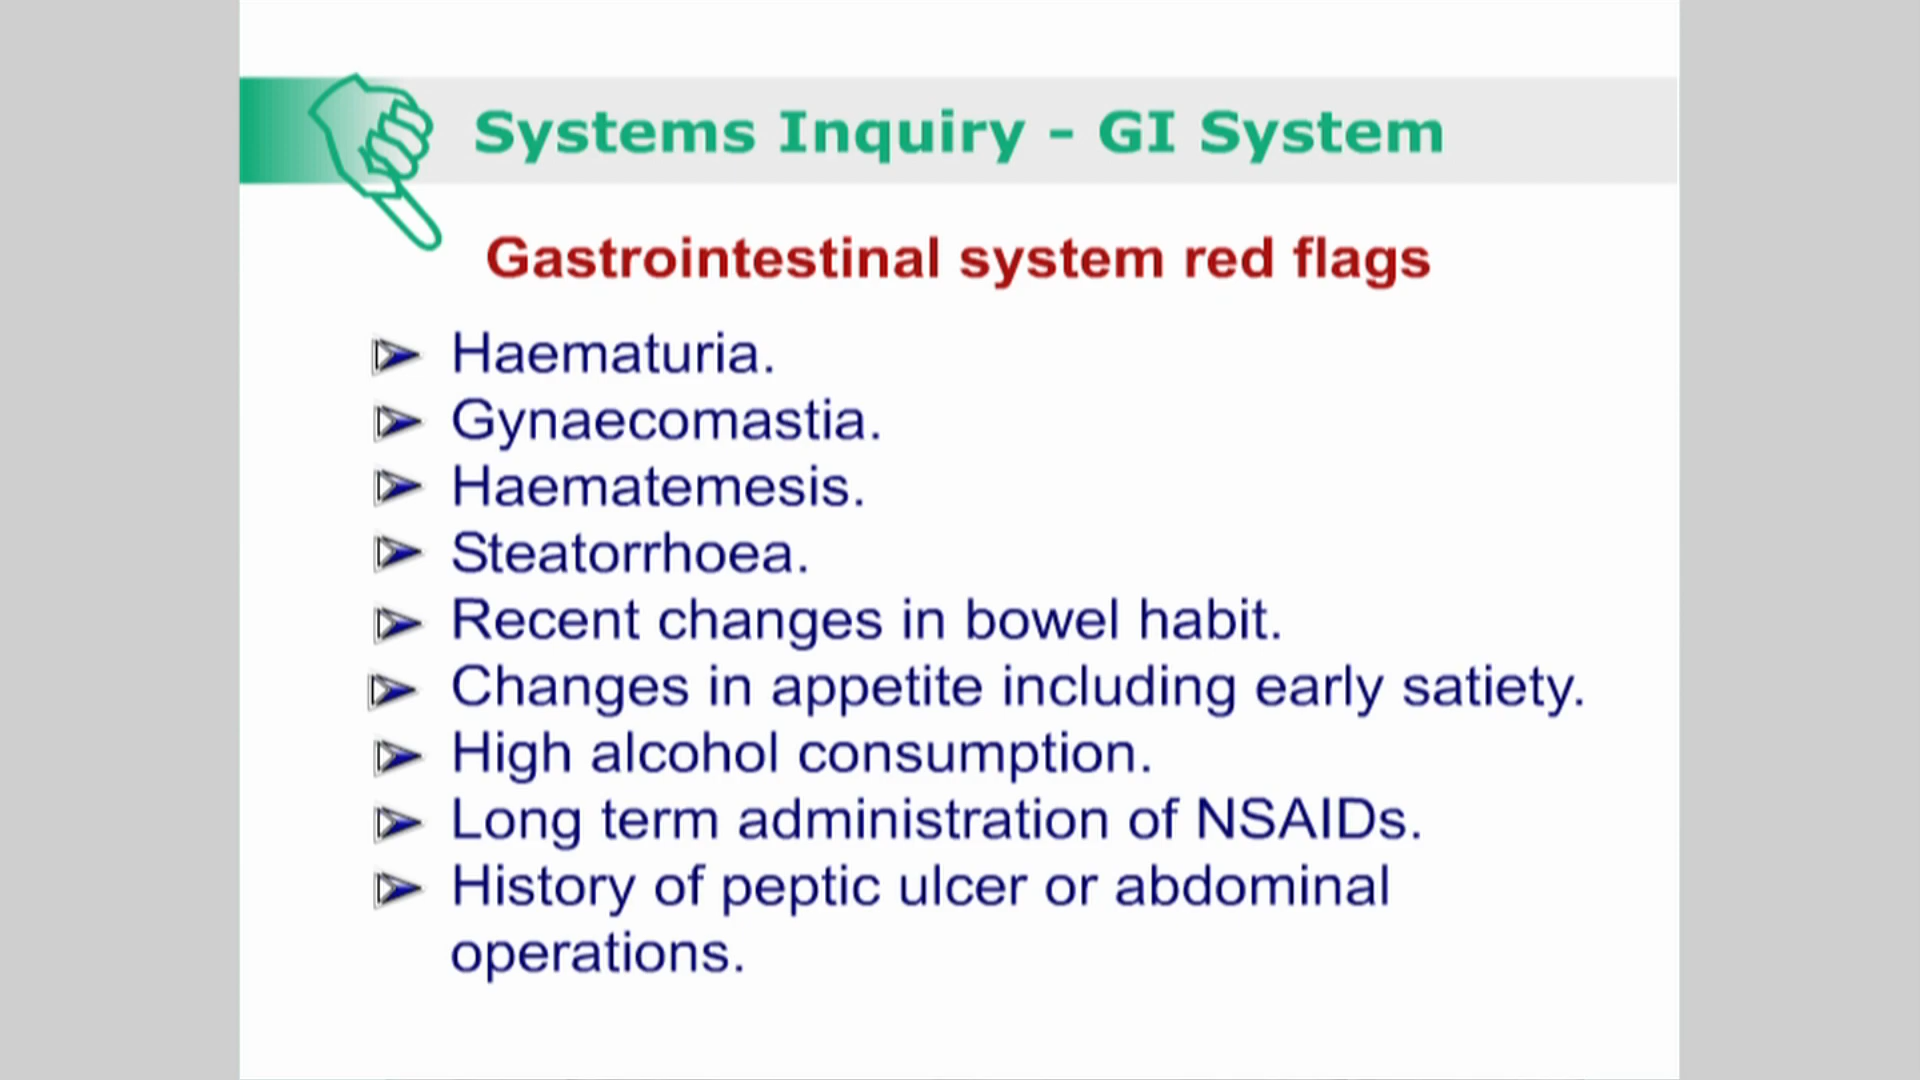 Systems Inquiry - GI System
Gastrointestinal system red flags
Haematuria.
Gynaecomastia.
Haematemesis.
Steatorrhoea.
Recent changes in bowel habit.
Changes in appetite including early satiety.
High alcohol consumption.
Long term administration of NSAIDs.
History of peptic ulcer or abdominal
operations.